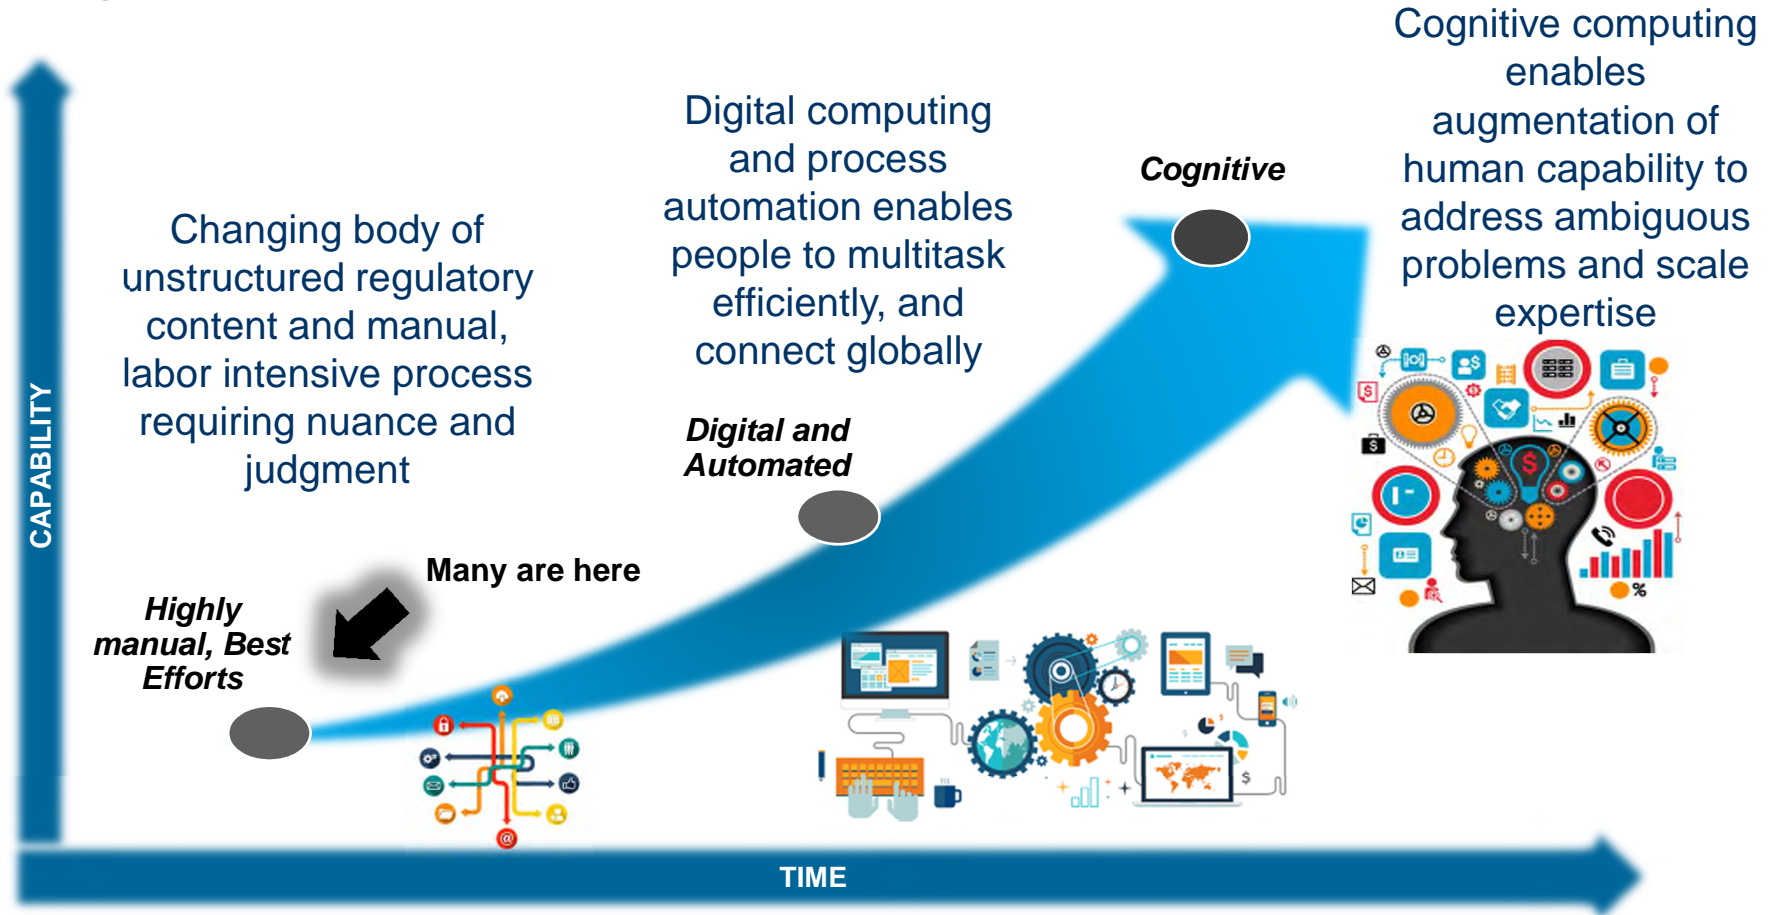 Cognitive computing
enables
augmentation of
human capability to
address ambiguous
problems and scale
expertise
Digital computing
and process
automation enables
people to multitask
efficiently, and
connect globally
Cognitive
Changing body of
unstructured regulatory
content and manual,
labor intensive process
requiring nuance and
judgment
Digital and
Automated
Many are here
Highly
manual, Best
Efforts
CAPABILITY
TIME